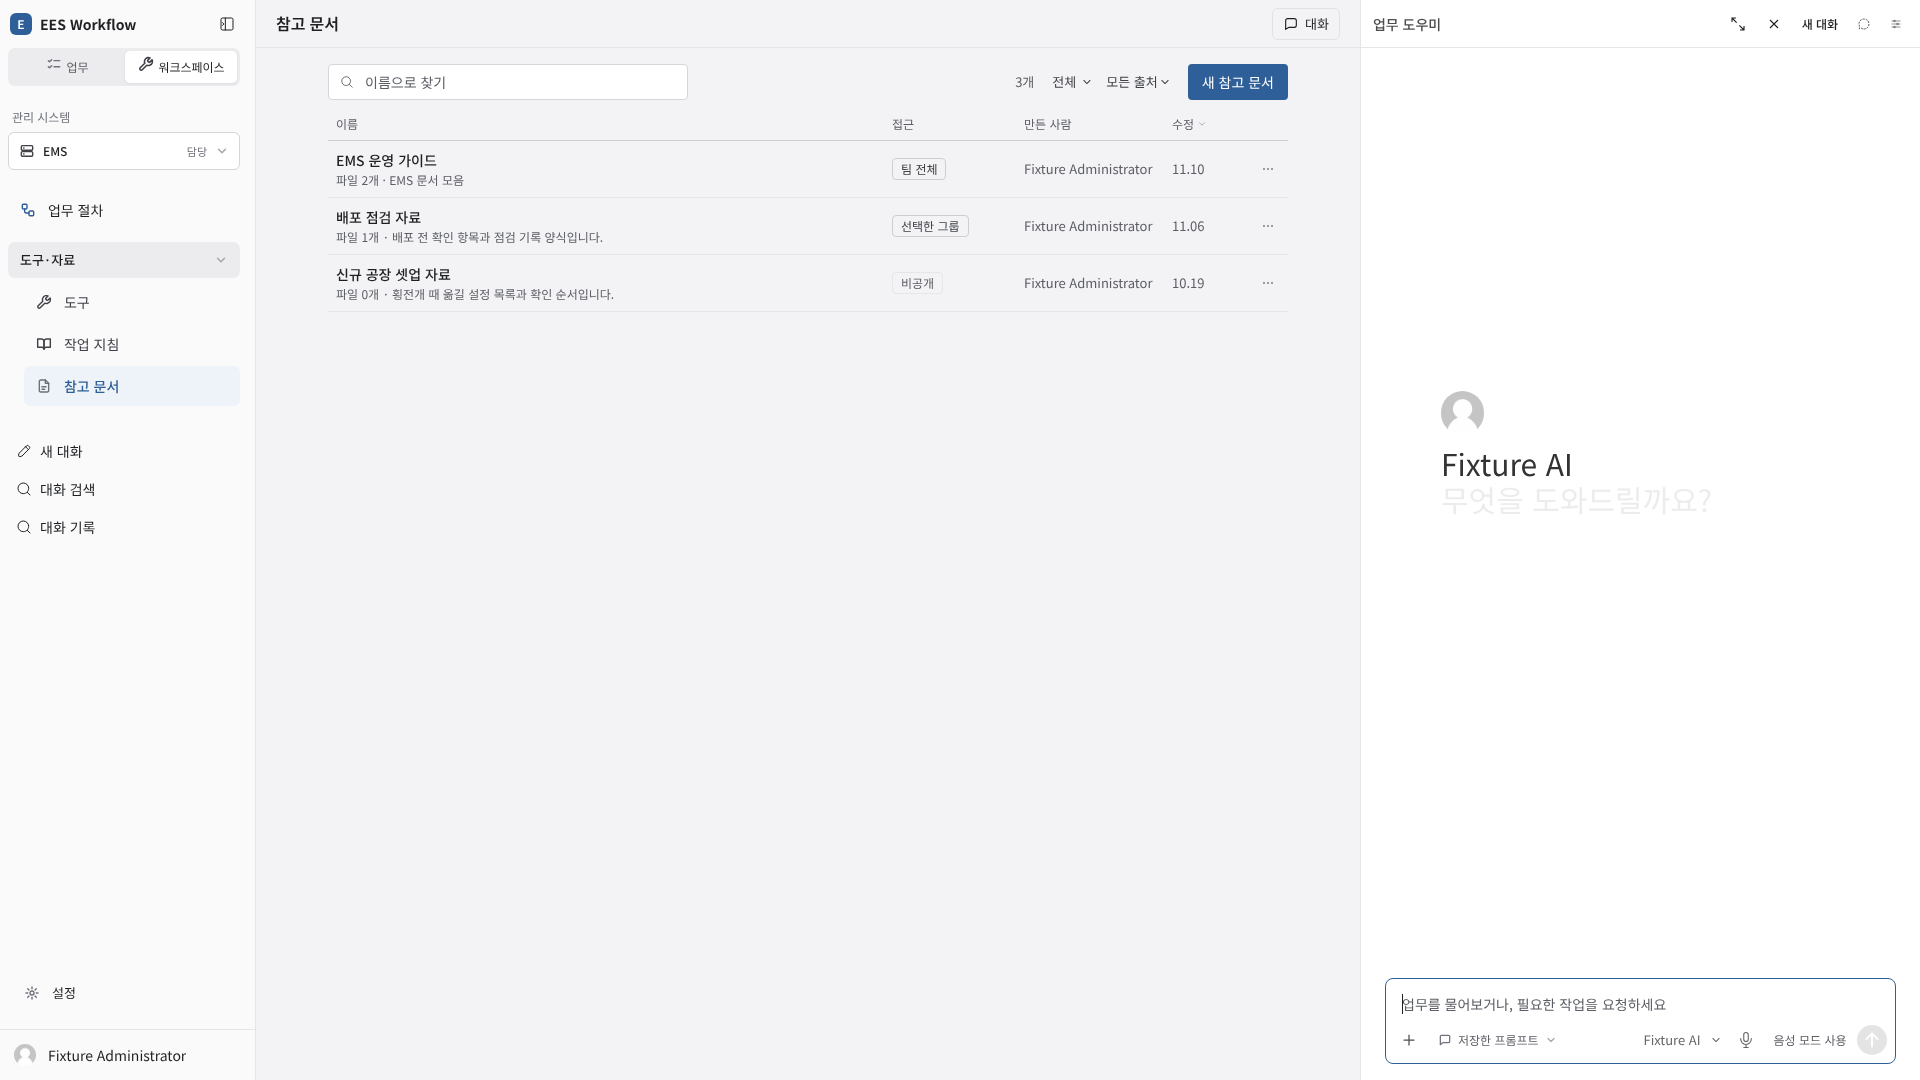 E EES Workflow
업무 워크스페이스
관리 시스템
EMS 담당
업무 절차
도구·자료
도구
작업 지침
참고 문서
새 대화
대화 검색
대화 기록
설정
Fixture Administrator
참고 문서
대화
이름으로 찾기
3개 전체 모든 출처 새 참고 문서
이름 접근 만든 사람 수정
EMS 운영 가이드
파일 2개 · EMS 문서 모음
팀 전체 Fixture Administrator 11.10
배포 점검 자료
파일 1개 · 배포 전 확인 항목과 점검 기록 양식입니다.
선택한 그룹 Fixture Administrator 11.06
신규 공장 셋업 자료
파일 0개 · 횡전개 때 옮길 설정 목록과 확인 순서입니다.
비공개 Fixture Administrator 10.19
업무 도우미
새 대화
Fixture AI
무엇을 도와드릴까요?
업무를 물어보거나, 필요한 작업을 요청하세요
저장한 프롬프트 Fixture AI 음성 모드 사용